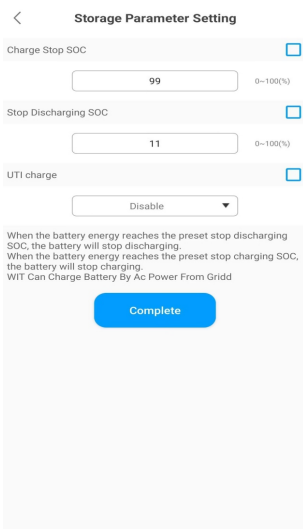 Storage Parameter Setting
Charge Stop SOC
99 0~100(%)
Stop Discharging SOC
11 0~100(%)
UTI charge
Disable
When the battery energy reaches the preset stop discharging
SOC, the battery will stop discharging.
When the battery energy reaches the preset stop charging SOC,
the battery will stop charging.
WIT Can Charge Battery By Ac Power From Gridd
Complete